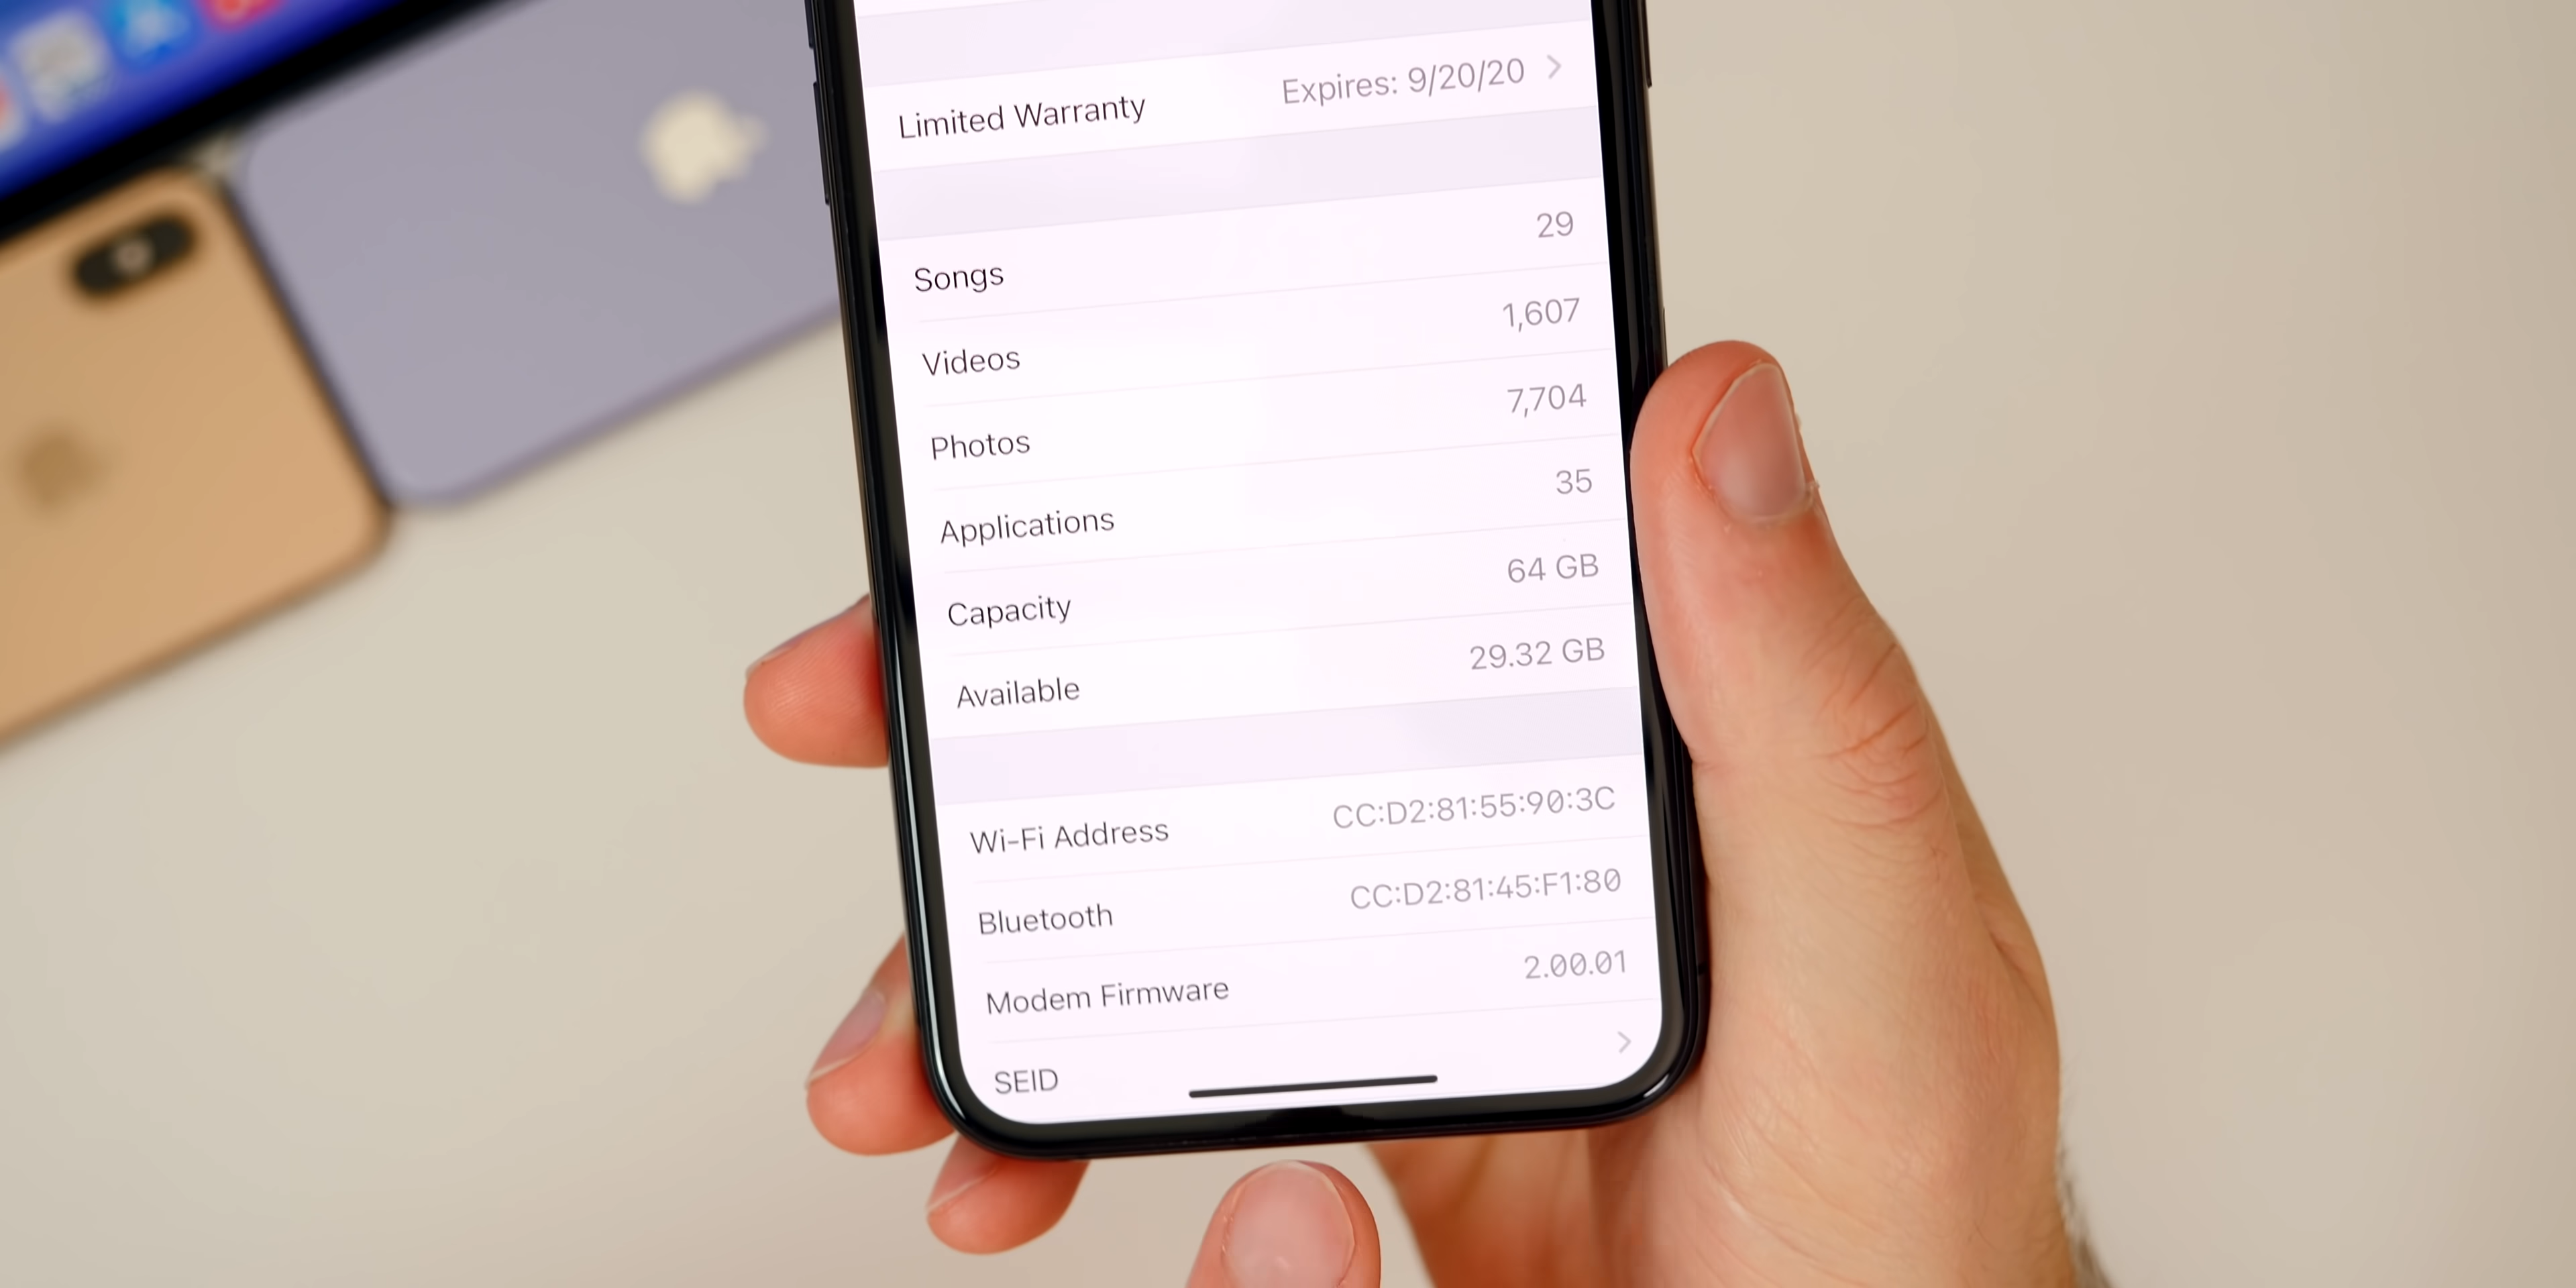 Limited Warranty Expires: 9/20/20
Songs 29
Videos 1,607
Photos 7,704
Applications 35
Capacity 64 GB
Available 29.32 GB
Wi-Fi Address CC:D2:81:55:90:3C
Bluetooth CC:D2:81:45:F1:80
Modem Firmware 2.00.01
SEID